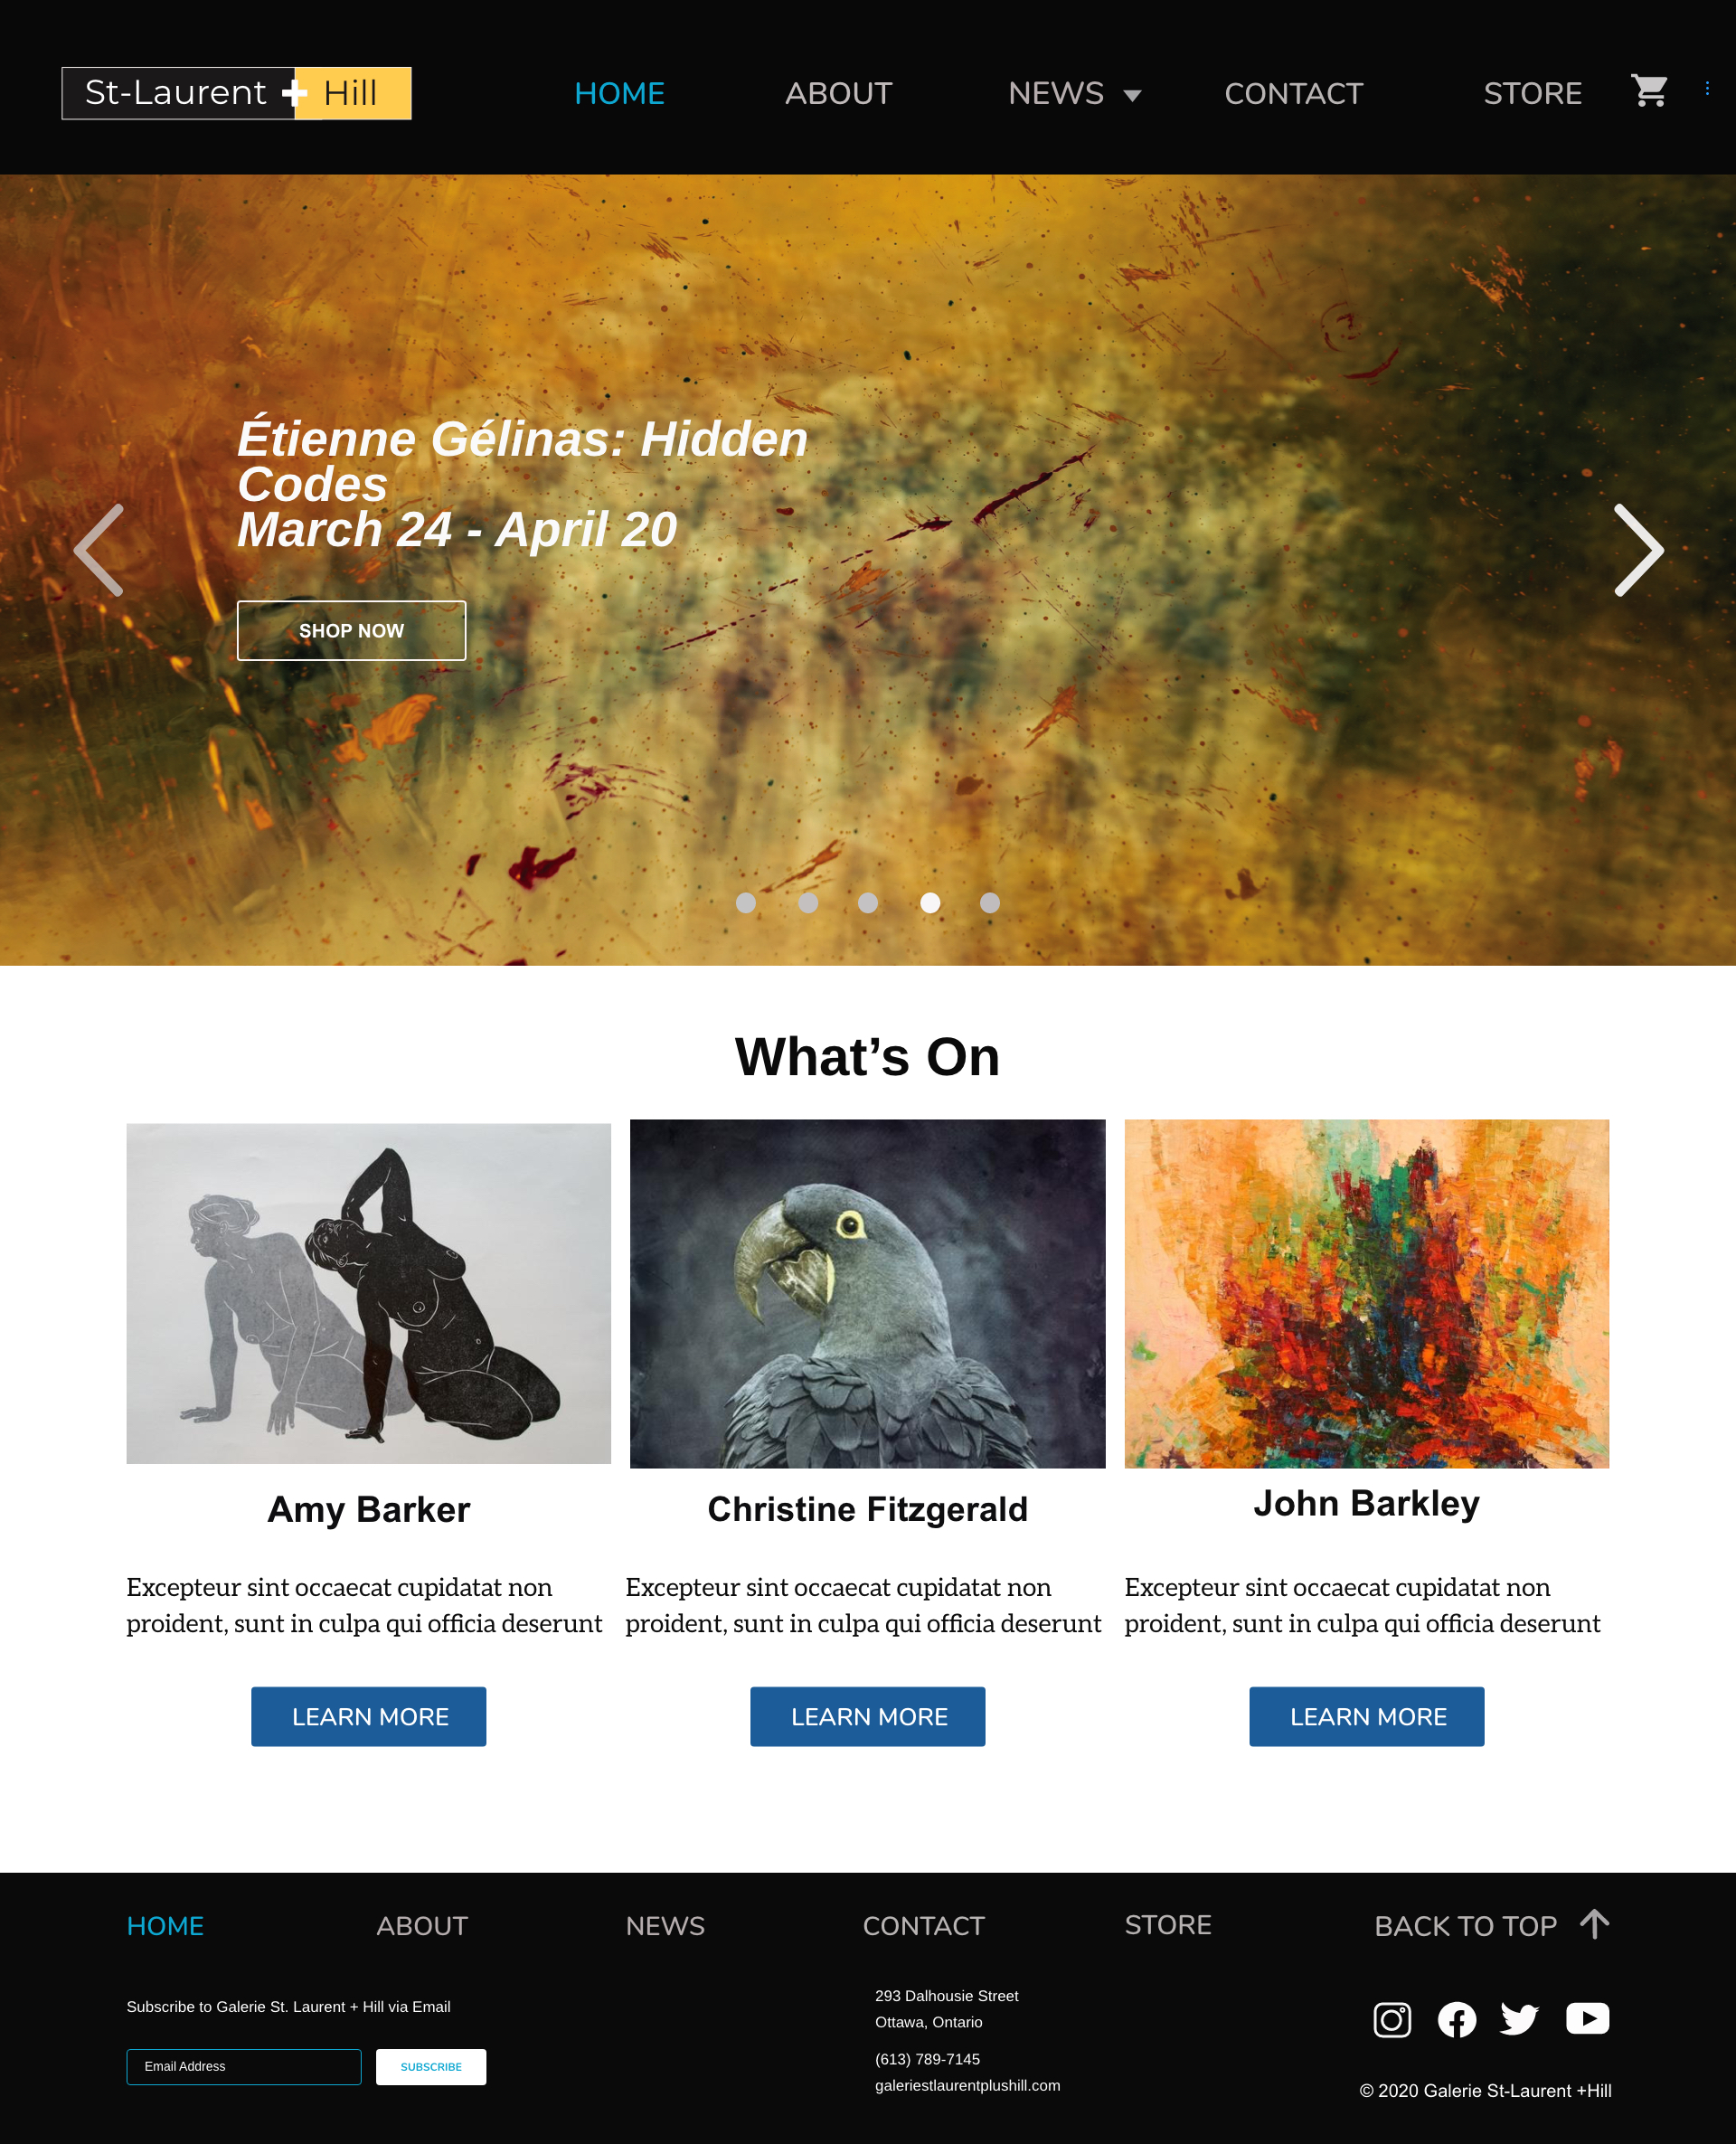 St-Laurent + Hill
HOME
ABOUT
NEWS
CONTACT
STORE
Étienne Gélinas: Hidden
Codes
March 24 - April 20
SHOP NOW
What’s On
Amy Barker
Excepteur sint occaecat cupidatat non
proident, sunt in culpa qui officia deserunt
LEARN MORE
Christine Fitzgerald
Excepteur sint occaecat cupidatat non
proident, sunt in culpa qui officia deserunt
LEARN MORE
John Barkley
Excepteur sint occaecat cupidatat non
proident, sunt in culpa qui officia deserunt
LEARN MORE
HOME
ABOUT
NEWS
CONTACT
STORE
BACK TO TOP
Subscribe to Galerie St. Laurent + Hill via Email
Email Address
SUBSCRIBE
293 Dalhousie Street
Ottawa, Ontario
(613) 789-7145
galeriestlaurentplushill.com
© 2020 Galerie St-Laurent +Hill